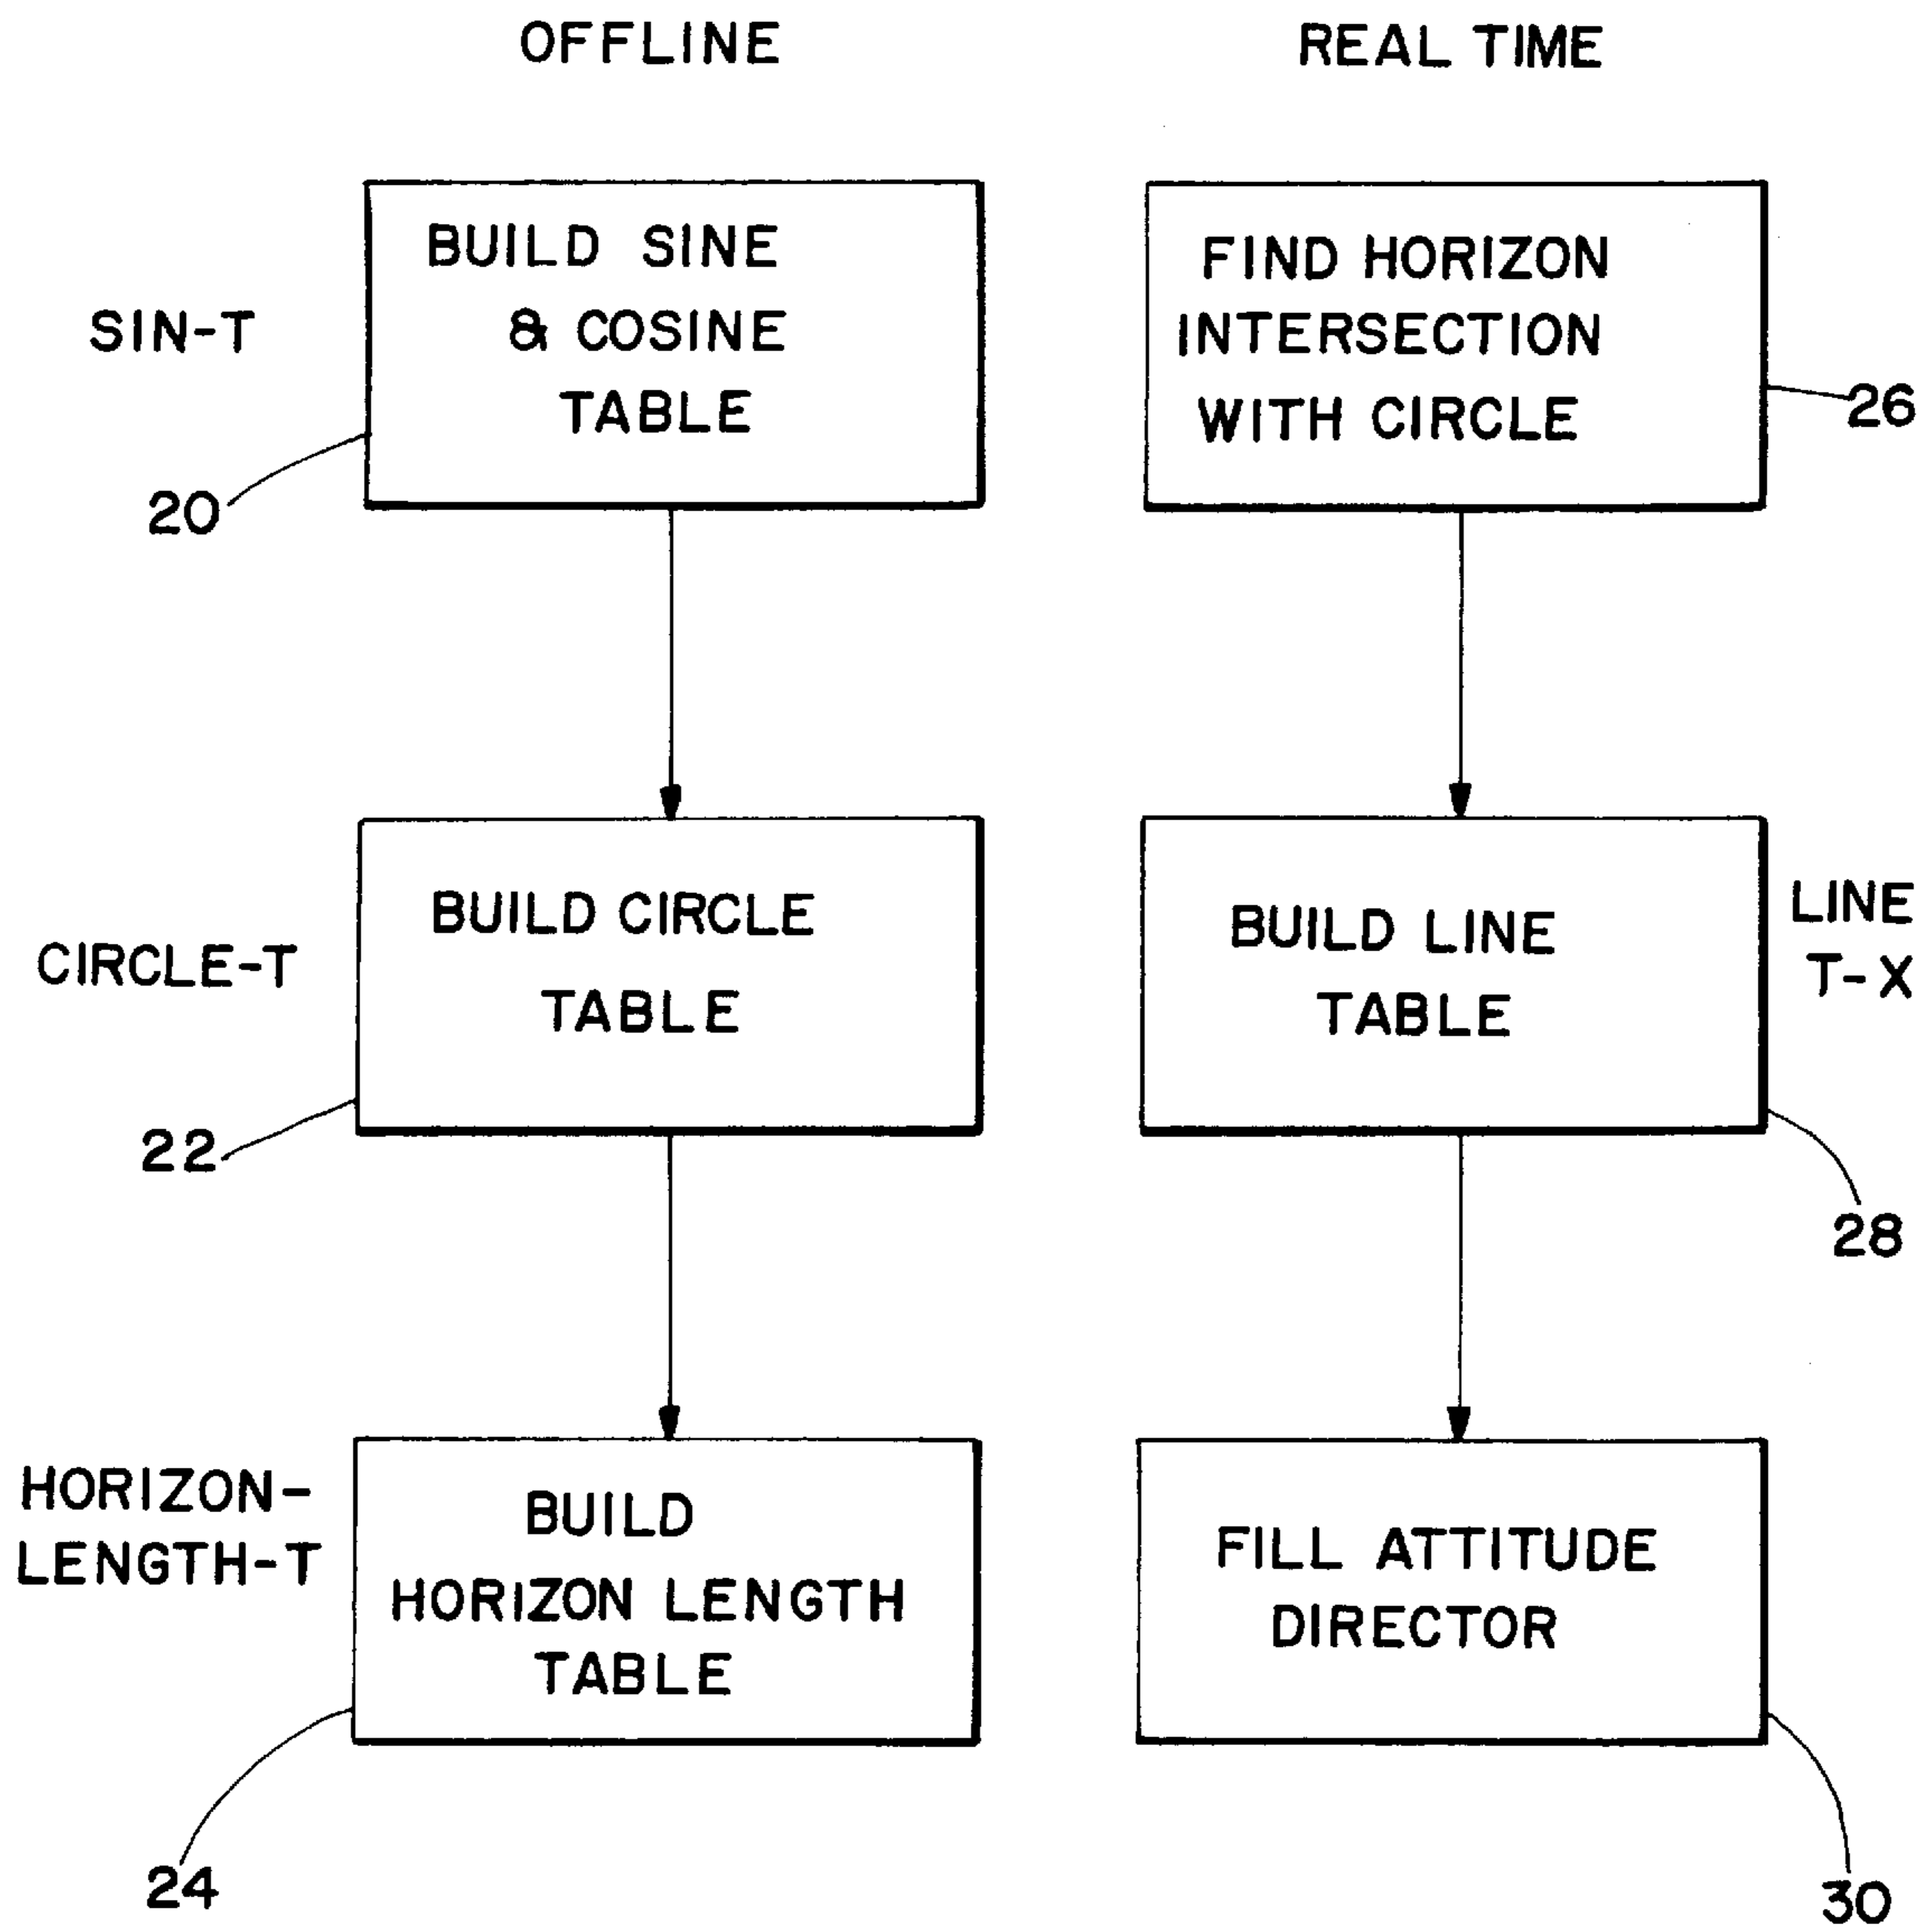 OFFLINE
SIN-T
BUILD SINE
& COSINE
TABLE
20
CIRCLE-T
BUILD CIRCLE
TABLE
22
HORIZON-
LENGTH-T
BUILD
HORIZON LENGTH
TABLE
24
REAL TIME
FIND HORIZON
INTERSECTION
WITH CIRCLE
26
BUILD LINE
TABLE
LINE
T-X
28
FILL ATTITUDE
DIRECTOR
30